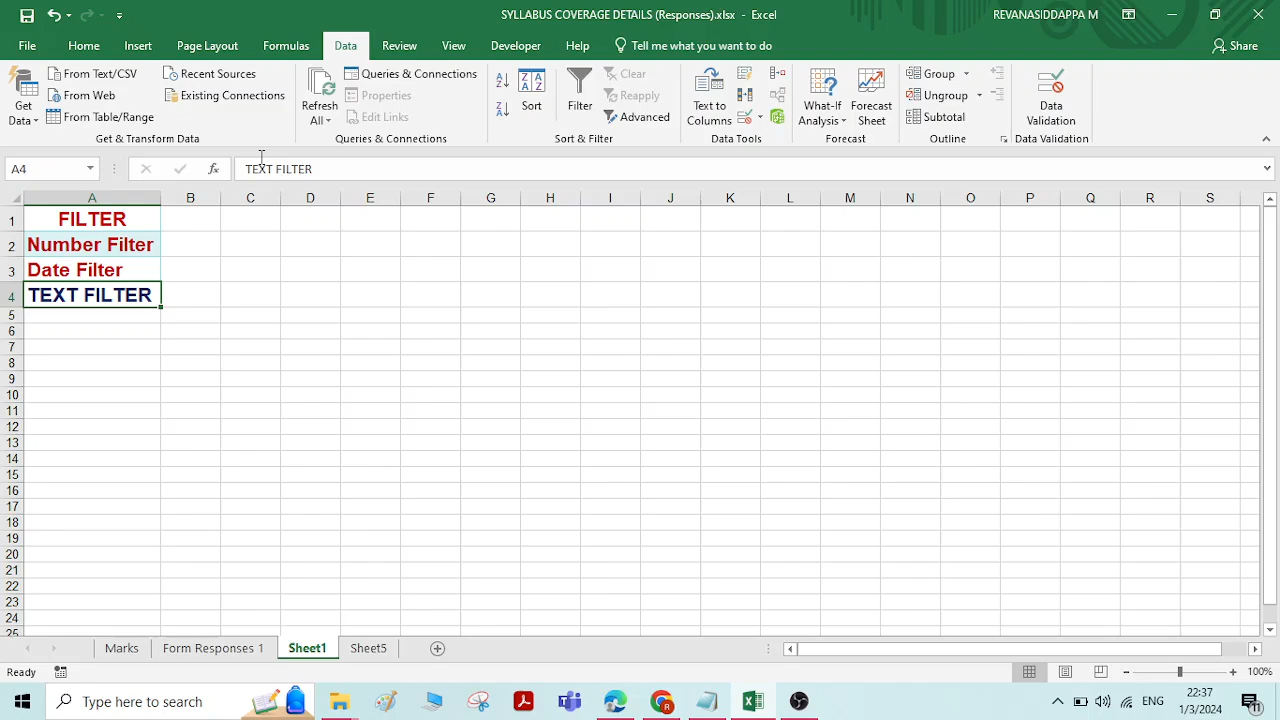 SYLLABUS COVERAGE DETAILS (Responses).xlsx - Excel
REVANASIDDAPPA M
File Home Insert Page Layout Formulas Data Review View Developer Help Tell me what you want to do Share
Get Data
From Text/CSV
From Web
From Table/Range
Recent Sources
Existing Connections
Get & Transform Data
Refresh All
Queries & Connections
Properties
Edit Links
Queries & Connections
Sort
Filter
Clear
Reapply
Advanced
Sort & Filter
Text to Columns
Data Tools
What-If Analysis
Forecast Sheet
Forecast
Group
Ungroup
Subtotal
Outline
Data Validation
Data Validation
A4
fx
TEXT FILTER
A B C D E F G H I J K L M N O P Q R S
1 FILTER
2 Number Filter
3 Date Filter
4 TEXT FILTER
5
6
7
8
9
10
11
12
13
14
15
16
17
18
19
20
21
22
23
24
25
Marks Form Responses 1 Sheet1 Sheet5
Ready
100%
Type here to search
ENG
22:37
1/3/2024
11